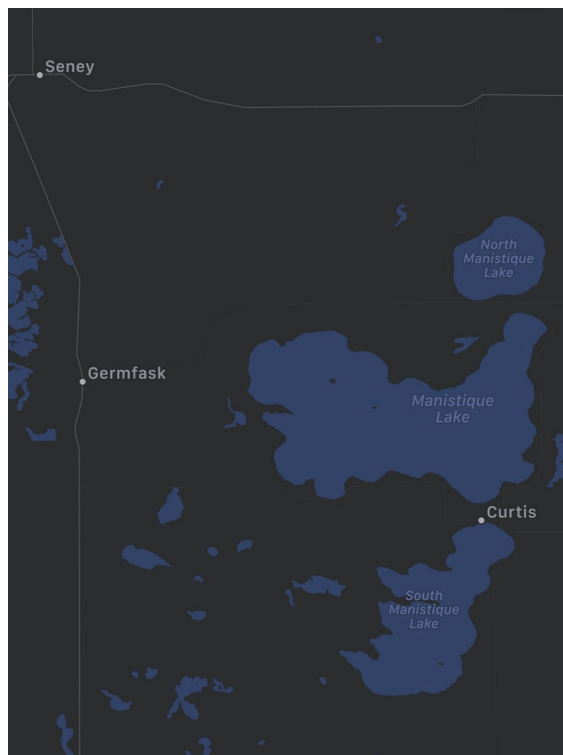 Seney
North
Manistique
Lake
Germfask
Manistique
Lake
Curtis
South
Manistique
Lake